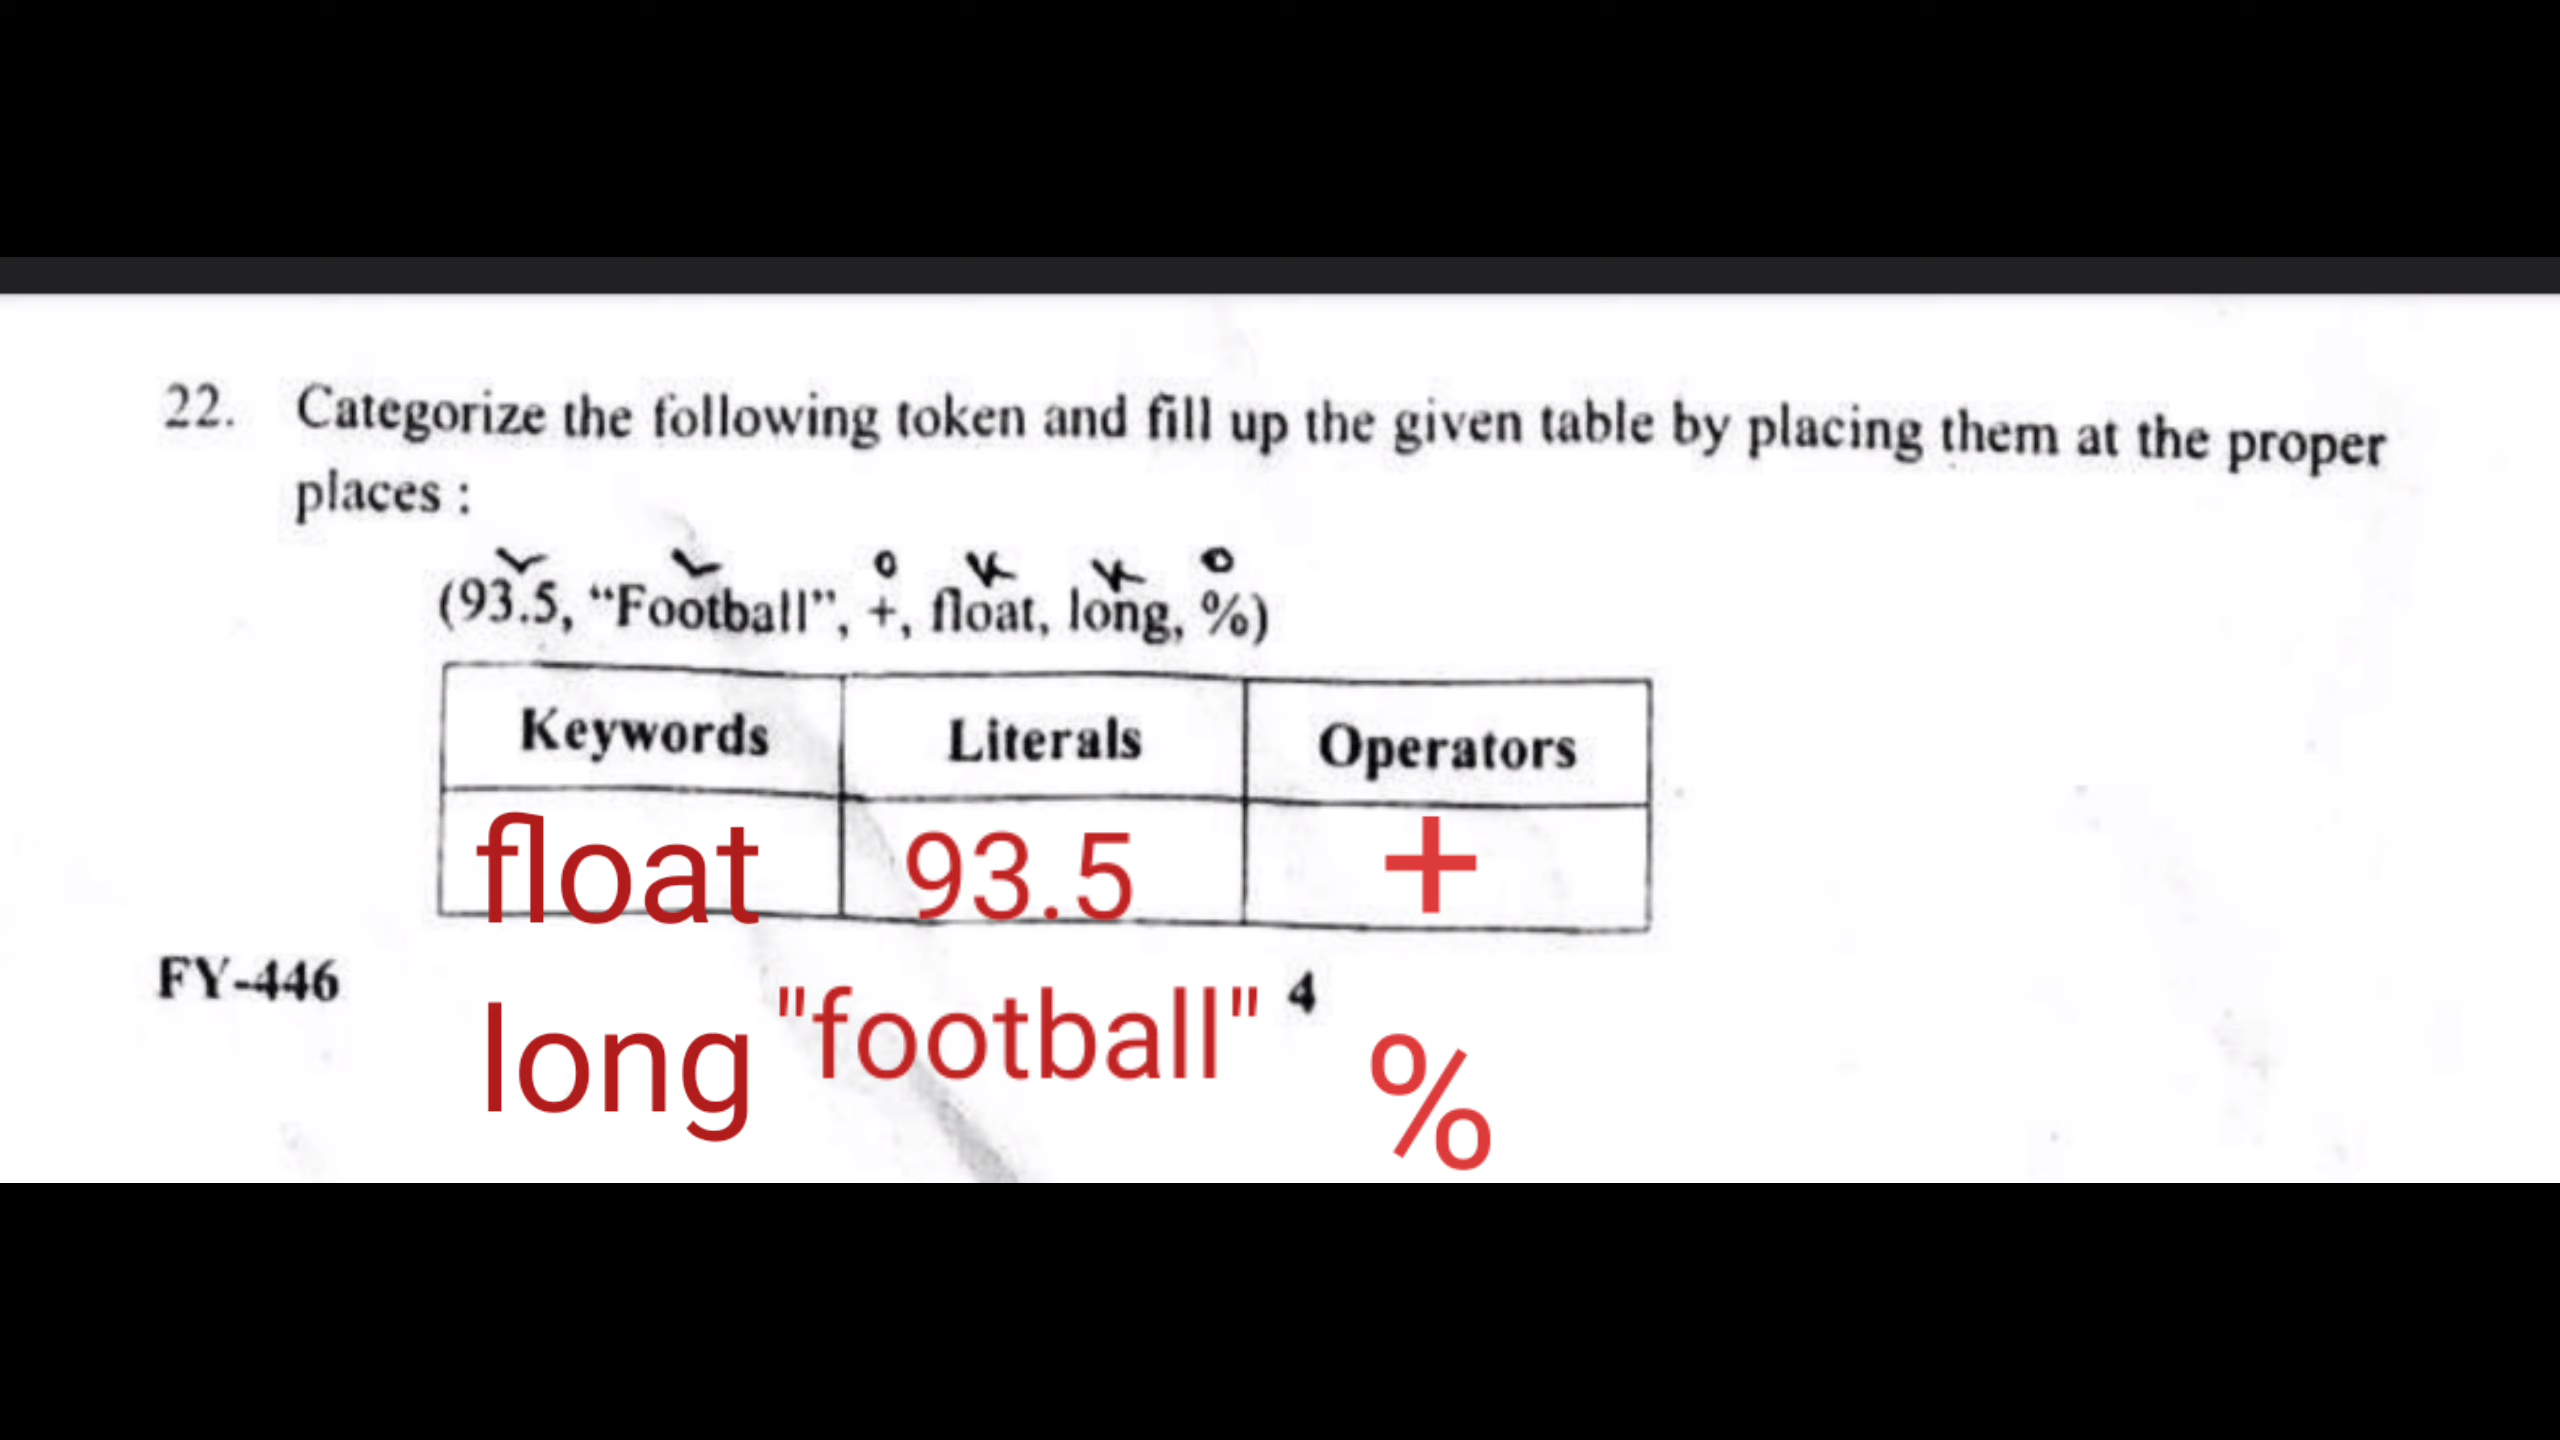 22. Categorize the following token and fill up the given table by placing them at the proper
places :
(93.5, “Football”, +, float, long, %)
Keywords Literals Operators
float 93.5 +
FY-446 4
long "football" %